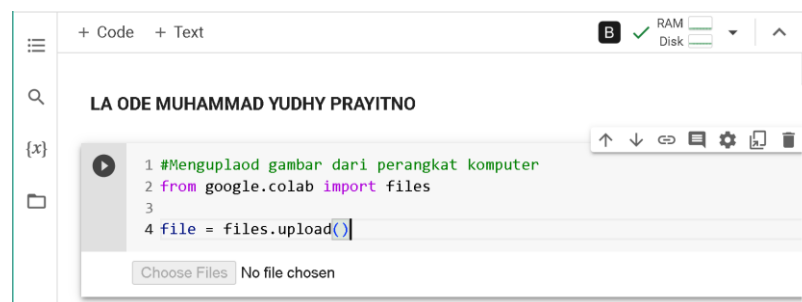 + Code + Text
B RAM
Disk
LA ODE MUHAMMAD YUDHY PRAYITNO
{x}
1 #Menguplaod gambar dari perangkat komputer
2 from google.colab import files
3
4 file = files.upload()
Choose Files No file chosen